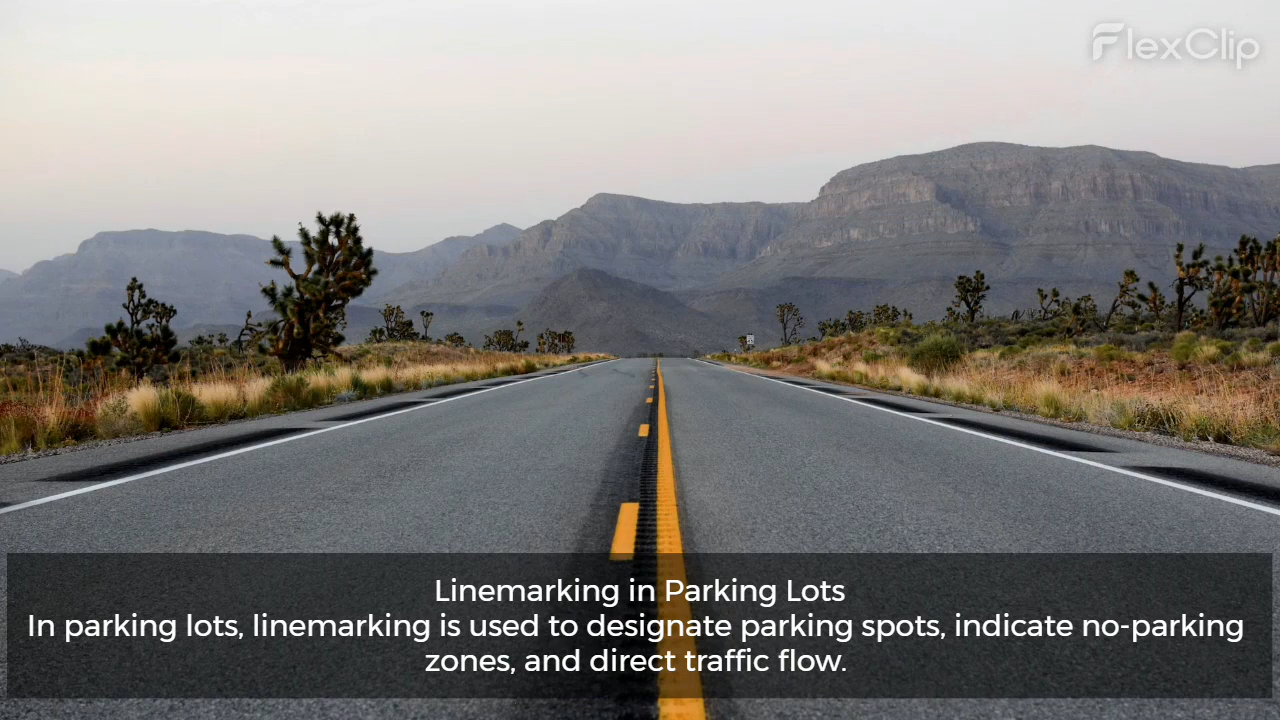 FlexClip
Linemarking in Parking Lots
In parking lots, linemarking is used to designate parking spots, indicate no-parking
zones, and direct traffic flow.